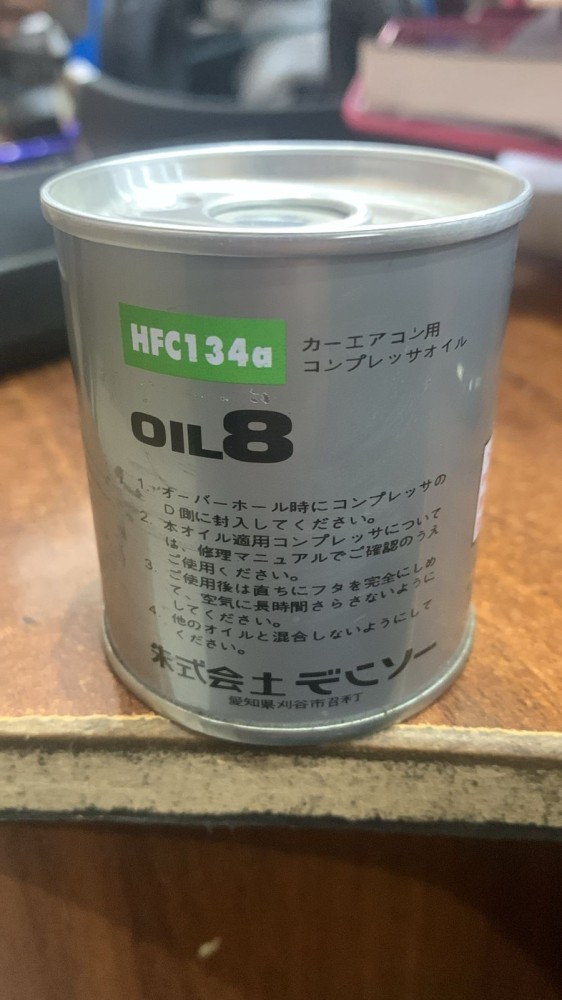 HFC134a
カーエアコン用
コンプレッサオイル
OIL8
1. オーバーホール時にコンプレッサの
D側に封入してください。
2. 本オイル適用コンプレッサについて
は、修理マニュアルでご確認のうえ
ご使用ください。
3. ご使用後は直ちにフタを完全にしめ
て、空気に長時間さらさないように
してください。
4. 他のオイルと混合しないようにして
ください。
株式会社 デンソー
愛知県刈谷市昭和町